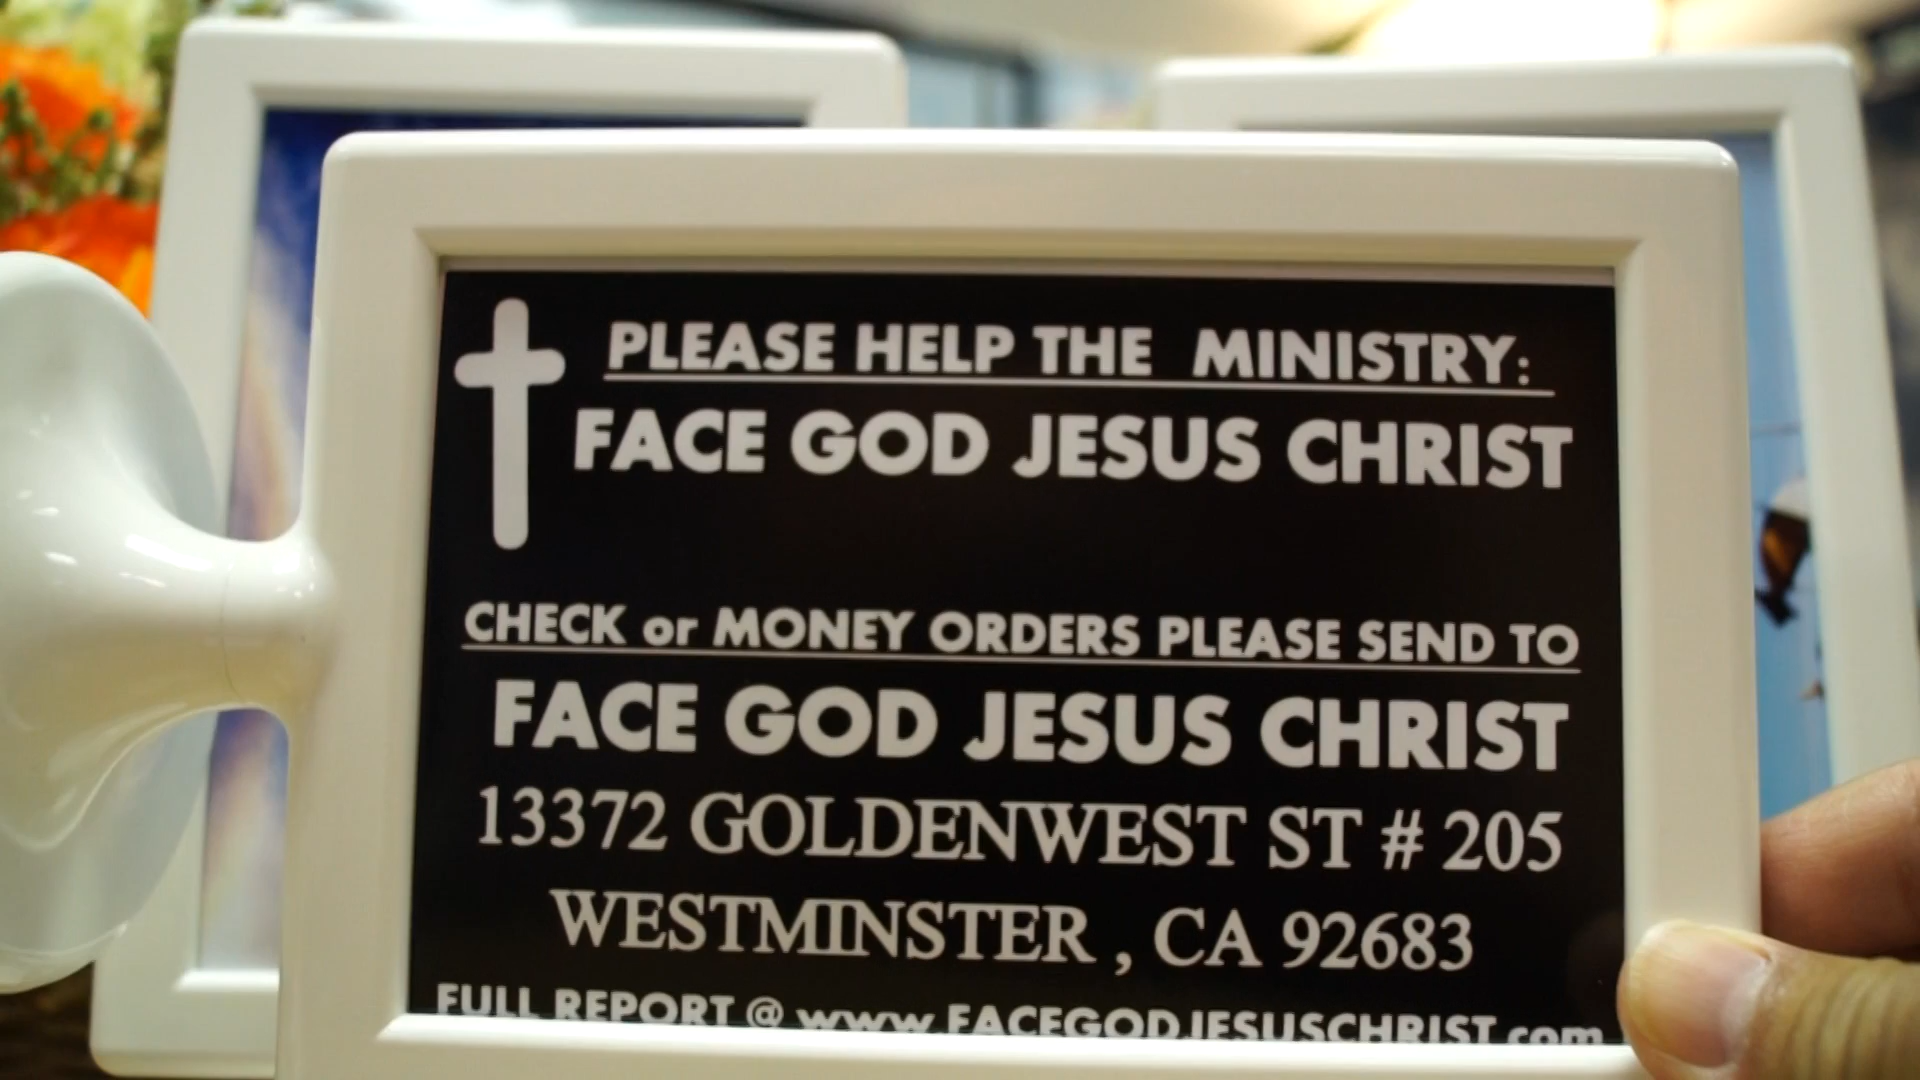 PLEASE HELP THE MINISTRY:
FACE GOD JESUS CHRIST
CHECK or MONEY ORDERS PLEASE SEND TO
FACE GOD JESUS CHRIST
13372 GOLDENWEST ST # 205
WESTMINSTER , CA 92683
FULL REPORT @ www.FACEGODJESUSCHRIST.com